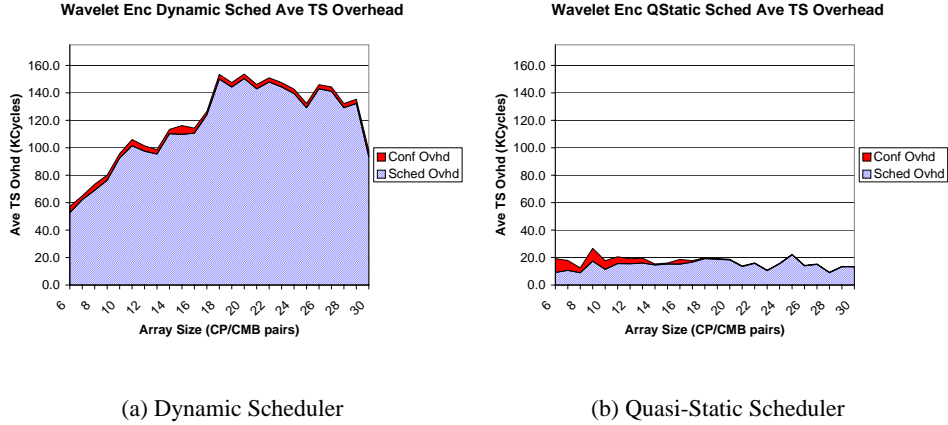 Wavelet Enc Dynamic Sched Ave TS Overhead
Ave TS Ovhd (KCycles)
160.0
140.0
120.0
100.0
80.0
60.0
40.0
20.0
0.0
6 8 10 12 14 16 18 20 22 24 26 28 30
Array Size (CP/CMB pairs)
Conf Ovhd
Sched Ovhd
(a) Dynamic Scheduler
Wavelet Enc QStatic Sched Ave TS Overhead
Ave TS Ovhd (KCycles)
160.0
140.0
120.0
100.0
80.0
60.0
40.0
20.0
0.0
6 8 10 12 14 16 18 20 22 24 26 28 30
Array Size (CP/CMB pairs)
Conf Ovhd
Sched Ovhd
(b) Quasi-Static Scheduler